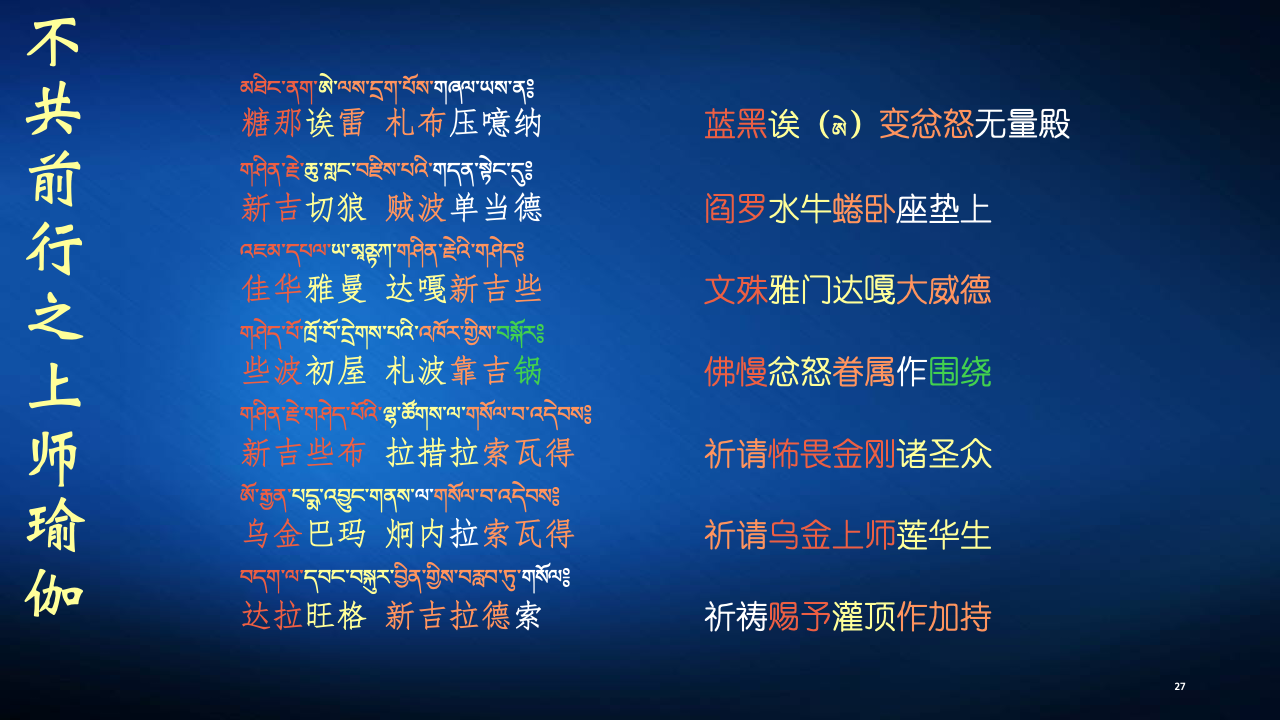 不共前行之上师瑜伽
མཐིང་ནག་ཨེ་ལས་དྲག་པོས་གཞལ་ཡས་ན༔
糖那诶雷 札布压噫纳
蓝黑诶（ཨེ）变忿怒无量殿
གཤིན་རྗེ་ཆུ་གླང་བརྫིས་པའི་གདན་སྟེང་དུ༔
新吉切狼 贼波单当德
阎罗水牛蜷卧座垫上
འཇམ་དཔལ་ཡ་མཱནྟཀ་གཤིན་རྗེའི་གཤེད༔
佳华雅曼 达嘎新吉些
文殊雅门达嘎大威德
གཤེད་པོ་ཁྲོ་བོ་དྲེགས་པའི་འཁོར་གྱིས་བསྐོར༔
些波初屋 札波靠吉锅
佛慢忿怒眷属作围绕
གཤིན་རྗེ་གཤེད་པོའི་ལྷ་ཚོགས་ལ་གསོལ་བ་འདེབས༔
新吉些布 拉措拉索瓦得
祈请怖畏金刚诸圣众
ཨོ་རྒྱན་པདྨ་འབྱུང་གནས་ལ་གསོལ་བ་འདེབས༔
乌金巴玛 炯内拉索瓦得
祈请乌金上师莲华生
བདག་ལ་དབང་བསྐུར་བྱིན་གྱིས་བརླབ་ཏུ་གསོལ༔
达拉旺格 新吉拉德索
祈祷赐予灌顶作加持
27